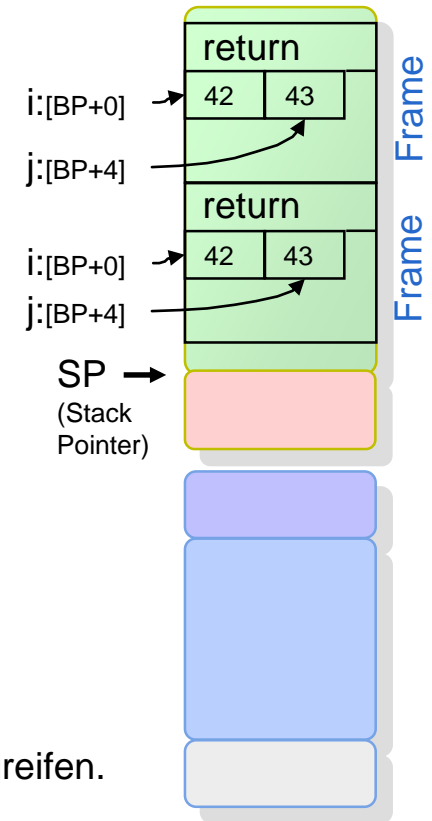 return
i:[BP+0]
42
43
j:[BP+4]
Frame
return
i:[BP+0]
42
43
j:[BP+4]
Frame
SP
(Stack
Pointer)
reifen.